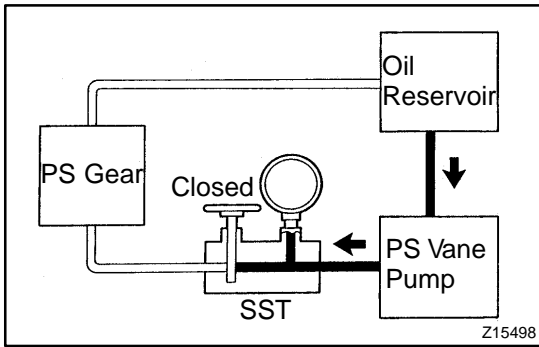 Oil
Reservoir
PS Gear
Closed
PS Vane
Pump
SST
Z15498